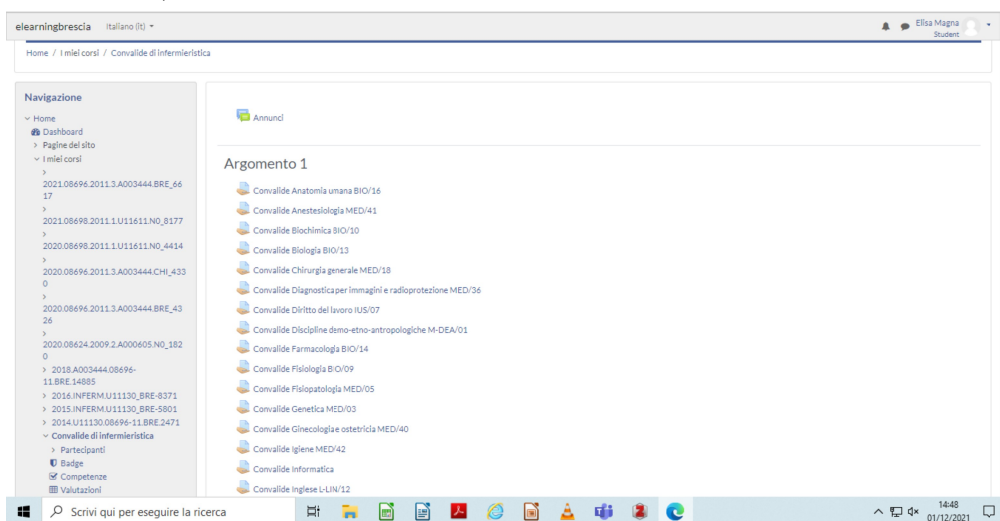 elearningbrescia Italiano (it)
Elisa Magna
Student
Home / I miei corsi / Convalide di infermieristica
Navigazione
Home
Dashboard
Pagine del sito
I miei corsi
2021.08696.2011.3.A003444.BRE_66
17
2021.08698.2011.1.U11611.N0_8177
2020.08698.2011.1.U11611.N0_4414
2020.08696.2011.3.A003444.CHI_433
0
2020.08696.2011.3.A003444.BRE_43
26
2020.08624.2009.2.A000605.N0_182
0
2018.A003444.08696-
11.BRE.14885
2016.INFERM.U11130_BRE-8371
2015.INFERM.U11130_BRE-5801
2014.U11130.08696-11.BRE.2471
Convalide di infermieristica
Partecipanti
Badge
Competenze
Valutazioni
Annunci
Argomento 1
Convalide Anatomia umana BIO/16
Convalide Anestesiologia MED/41
Convalide Biochimica BIO/10
Convalide Biologia BIO/13
Convalide Chirurgia generale MED/18
Convalide Diagnostica per immagini e radioprotezione MED/36
Convalide Diritto del lavoro IUS/07
Convalide Discipline demo-etno-antropologiche M-DEA/01
Convalide Farmacologia BIO/14
Convalide Fisiologia BIO/09
Convalide Fisiopatologia MED/05
Convalide Genetica MED/03
Convalide Ginecologia e ostetricia MED/40
Convalide Igiene MED/42
Convalide Informatica
Convalide Inglese L-LIN/12
Scrivi qui per eseguire la ricerca
14:48
01/12/2021